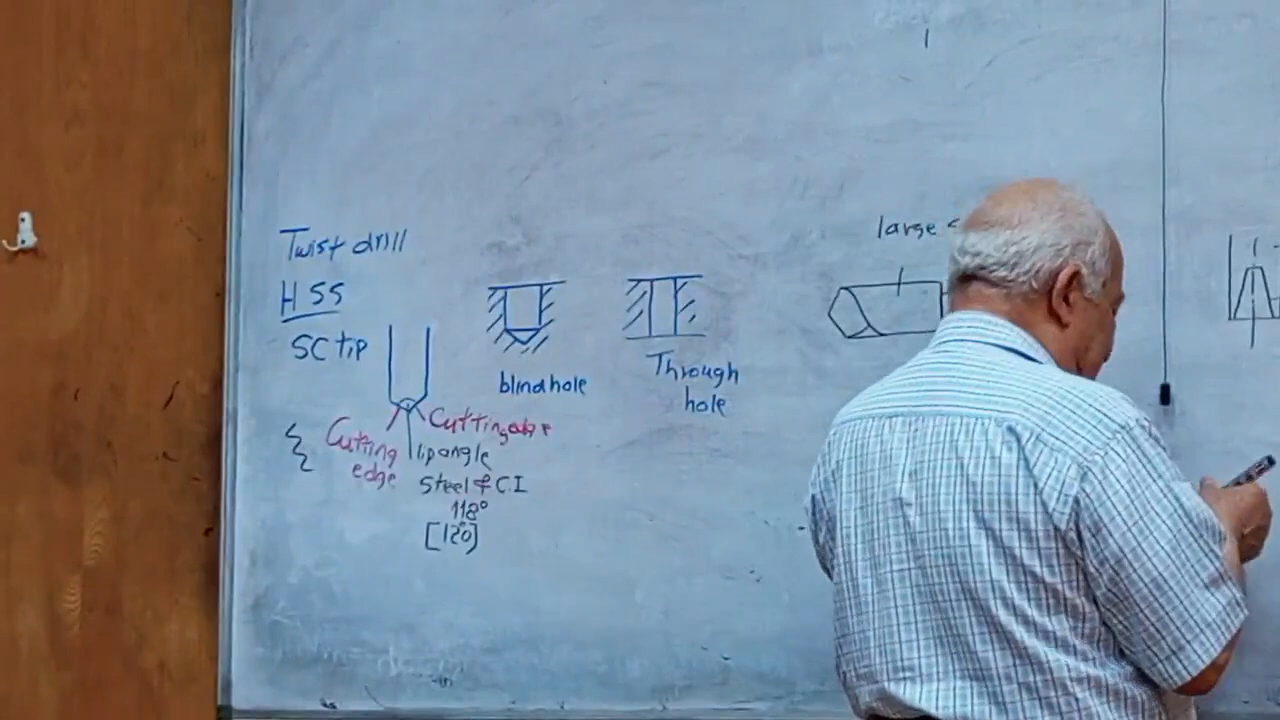 Twist drill
HSS
SC tip
blind hole
Through
hole
large
Cutting
edge
Cutting edge
lip angle
Steel & C.I
118°
[120]